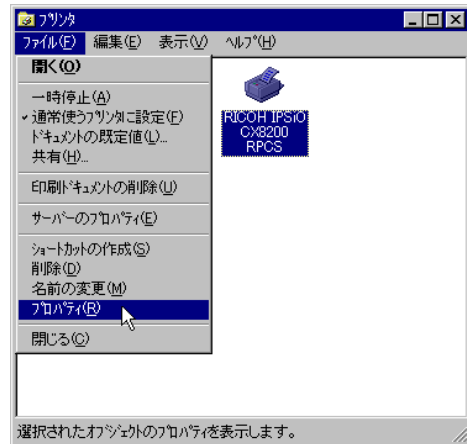 プリンタ
ファイル(F) 編集(E) 表示(V) ヘルプ(H)
開く(O)
一時停止(A)
通常使うプリンタに設定(F)
ドキュメントの既定値(L)...
共有(H)...
印刷ドキュメントの削除(U)
サーバーのプロパティ(E)
ショートカットの作成(S)
削除(D)
名前の変更(M)
プロパティ(R)
閉じる(C)
RICOH IPSiO
CX8200
RPCS
選択されたオブジェクトのプロパティを表示します。